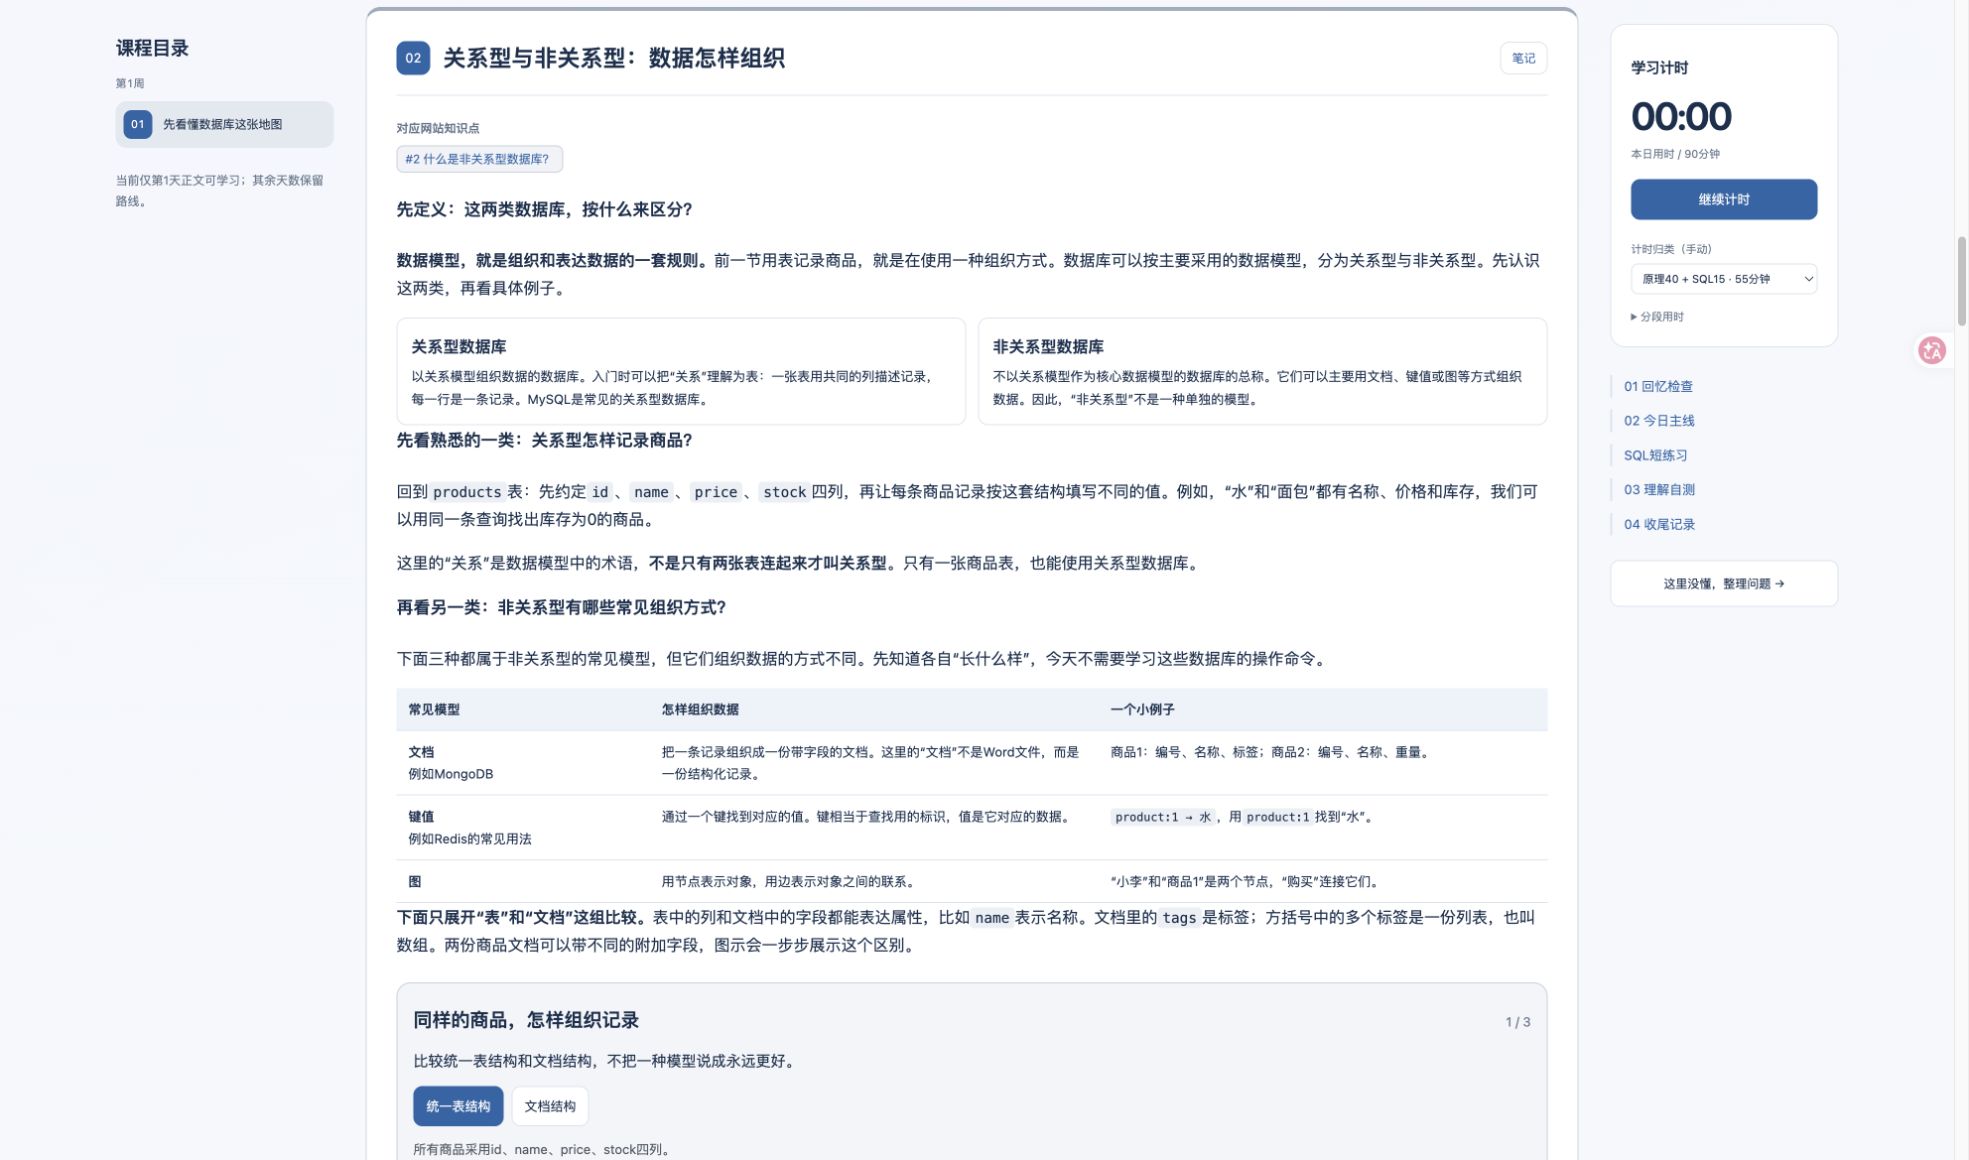 课程目录
第1周
01 先看懂数据库这张地图
当前仅第1天正文可学习；其余天数保留
路线。
02 关系型与非关系型：数据怎样组织
笔记
对应网站知识点
#2 什么是非关系型数据库？
先定义：这两类数据库，按什么来区分？
数据模型，就是组织和表达数据的一套规则。前一节用表记录商品，就是在使用一种组织方式。数据库可以按主要采用的数据模型，分为关系型与非关系型。先认识
这两类，再看具体例子。
关系型数据库
以关系模型组织数据的数据库。入门时可以把“关系”理解为表：一张表用共同的列描述记录，
每一行是一条记录。MySQL是常见的关系型数据库。
非关系型数据库
不以关系模型作为核心数据模型的数据库的总称。它们可以主要用文档、键值或图等方式组织
数据。因此，“非关系型”不是一种单独的模型。
先看熟悉的一类：关系型怎样记录商品？
回到 products 表：先约定 id 、 name 、 price 、 stock 四列，再让每条商品记录按这套结构填写不同的值。例如，“水”和“面包”都有名称、价格和库存，我们可
以用同一条查询找出库存为0的商品。
这里的“关系”是数据模型中的术语，不是只有两张表连起来才叫关系型。只有一张商品表，也能使用关系型数据库。
再看另一类：非关系型有哪些常见组织方式？
下面三种都属于非关系型的常见模型，但它们组织数据的方式不同。先知道各自“长什么样”，今天不需要学习这些数据库的操作命令。
常见模型 怎样组织数据 一个小例子
文档
例如MongoDB
把一条记录组织成一份带字段的文档。这里的“文档”不是Word文件，而是
一份结构化记录。
商品1：编号、名称、标签；商品2：编号、名称、重量。
键值
例如Redis的常见用法
通过一个键找到对应的值。键相当于查找用的标识，值是它对应的数据。
product:1 → 水 ，用 product:1 找到“水”。
图
用节点表示对象，用边表示对象之间的联系。
“小李”和“商品1”是两个节点，“购买”连接它们。
下面只展开“表”和“文档”这组比较。表中的列和文档中的字段都能表达属性，比如 name 表示名称。文档里的 tags 是标签；方括号中的多个标签是一份列表，也叫
数组。两份商品文档可以带不同的附加字段，图示会一步步展示这个区别。
同样的商品，怎样组织记录
1 / 3
比较统一表结构和文档结构，不把一种模型说成永远更好。
统一表结构 文档结构
所有商品采用id、name、price、stock四列。
学习计时
00:00
本日用时 / 90分钟
继续计时
计时归类（手动）
原理40 + SQL15 · 55分钟
▶ 分段用时
01 回忆检查
02 今日主线
SQL短练习
03 理解自测
04 收尾记录
这里没懂，整理问题 →